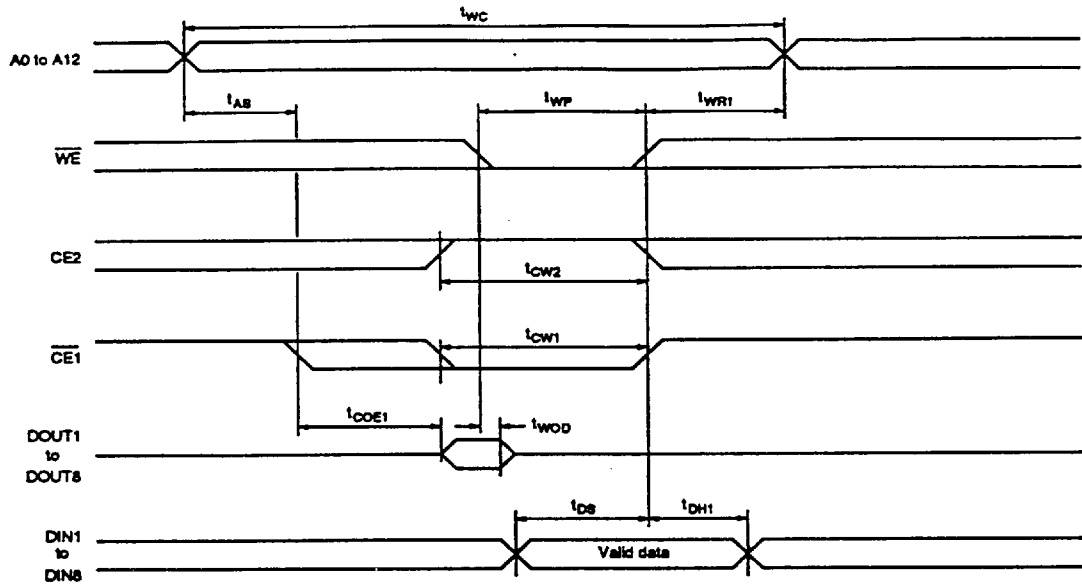 tWC
A0 to A12
tAS
tWP
tWR1
WE
CE2
tCW2
CE1
tCW1
tCOE1
tWOD
DOUT1
to
DOUT8
tDS
tDH1
DIN1
to
DIN8
Valid data